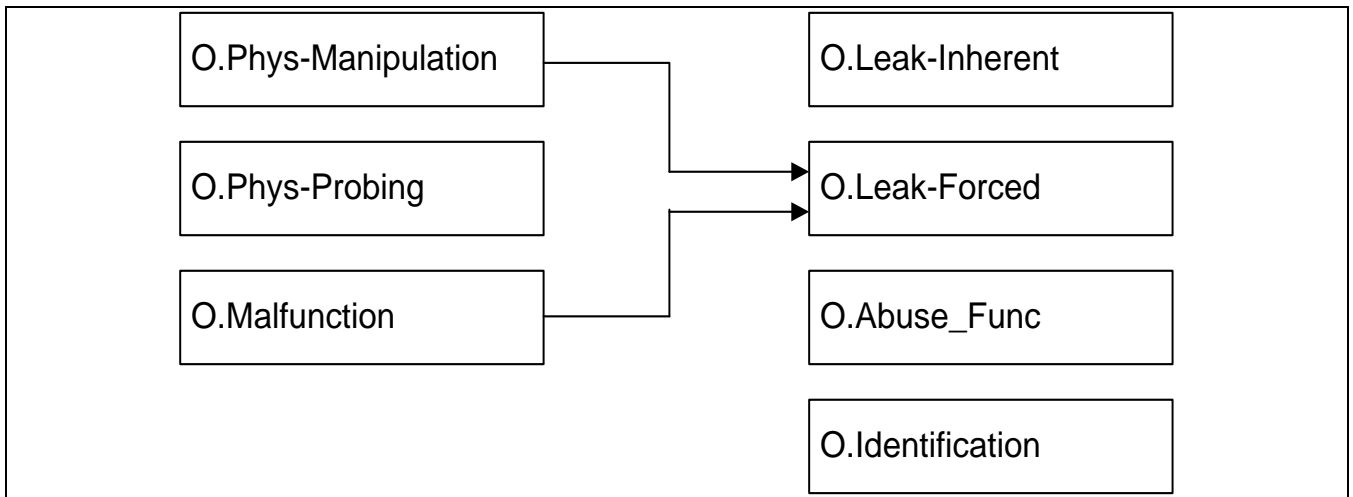 O.Phys-Manipulation
O.Leak-Inherent
O.Phys-Probing
O.Leak-Forced
O.Malfunction
O.Abuse_Func
O.Identification